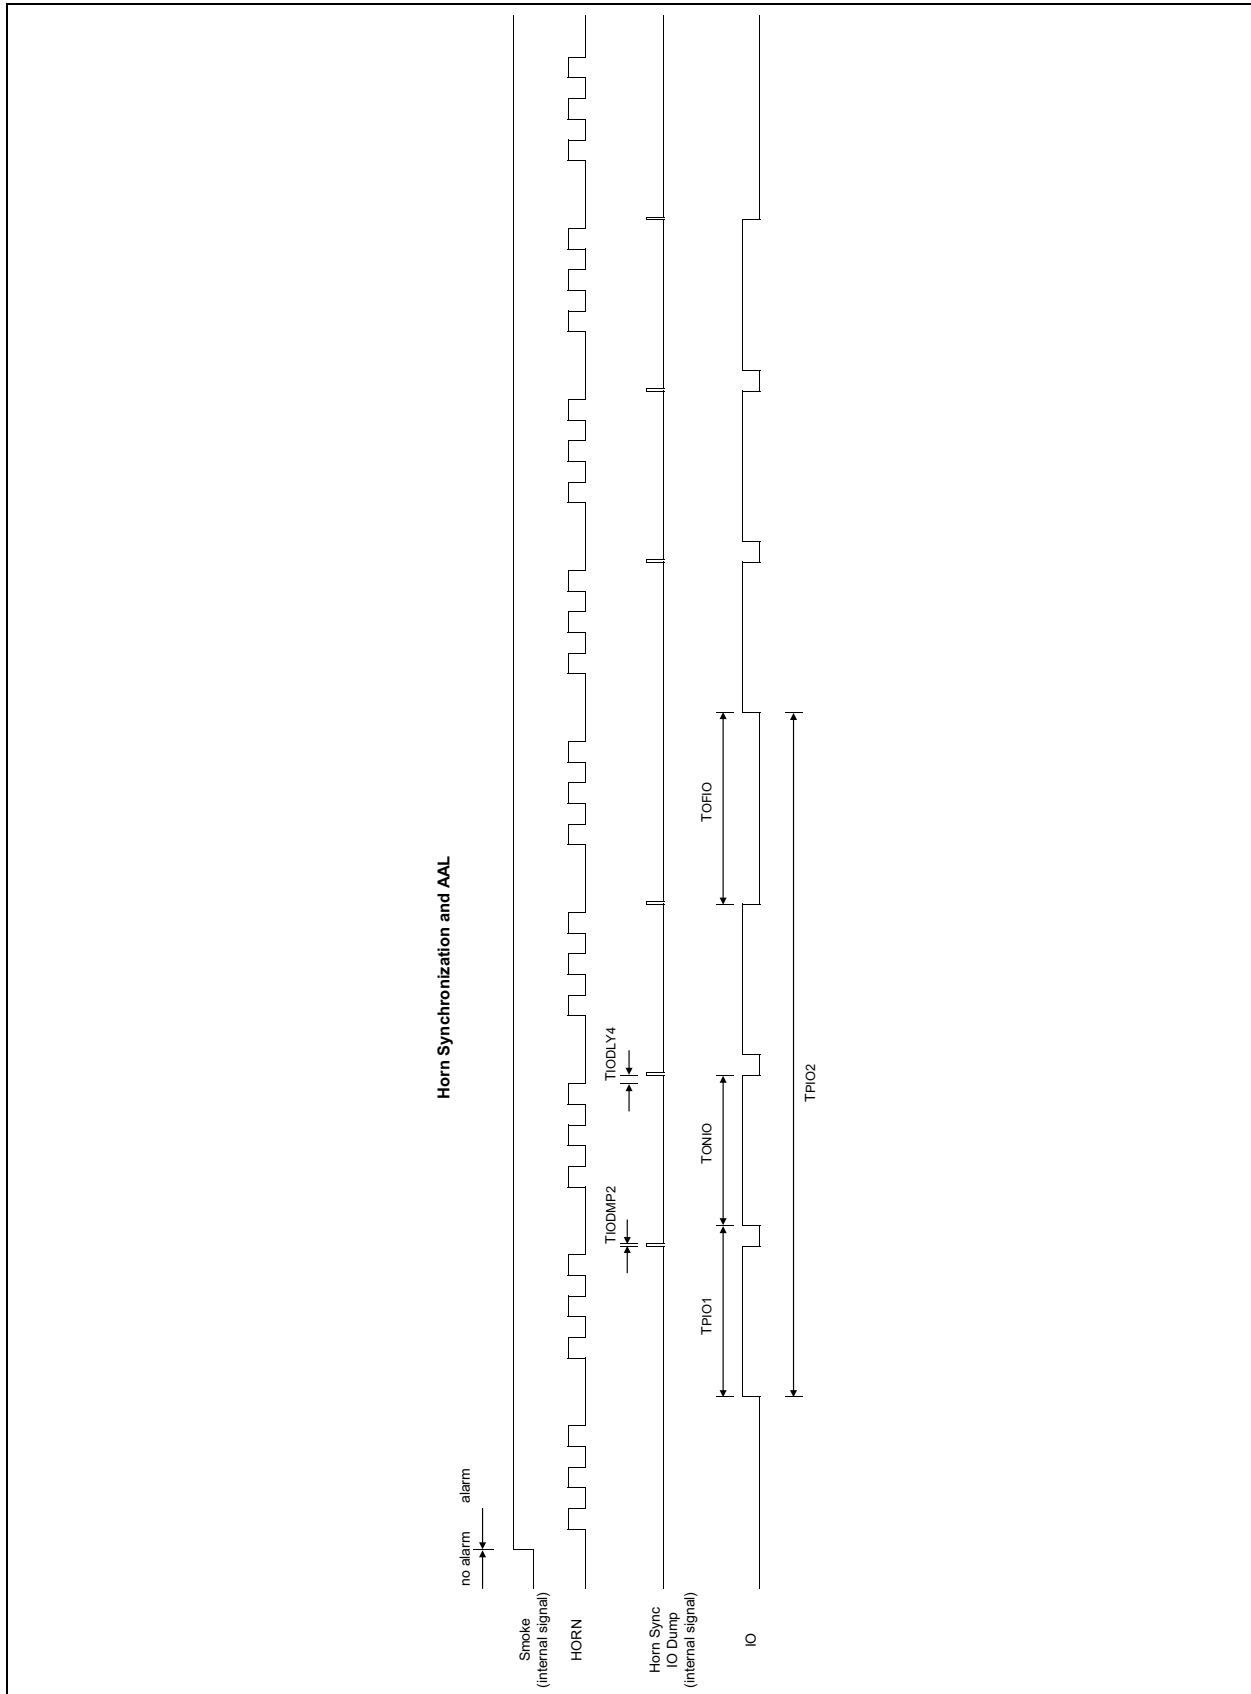 Horn Synchronization and AAL
no alarm
alarm
Smoke
(internal signal)
HORN
TIODMP2
TIODLY4
Horn Sync
IO Dump
(internal signal)
TPIO1
TONIO
TOFIO
IO
TPIO2